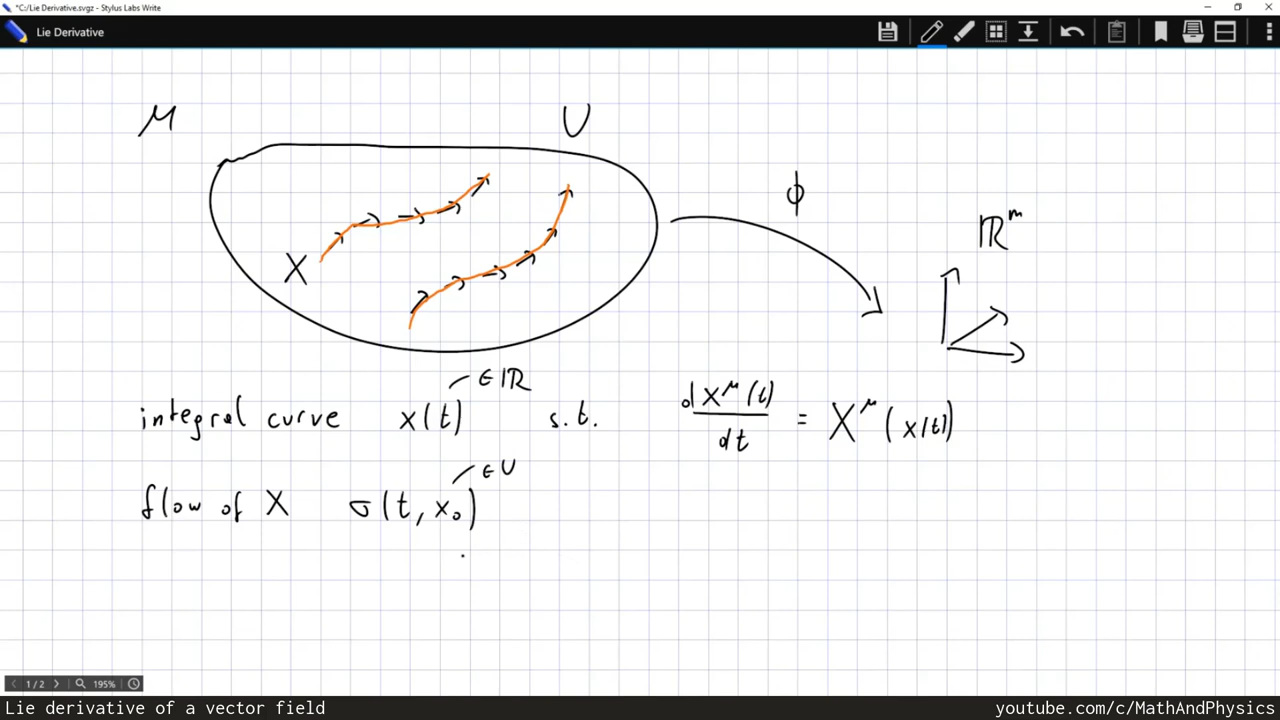 *C:/Lie Derivative.svgz - Stylus Labs Write
Lie Derivative
M
U
ϕ
ℝᵐ
X
∈ ℝ
integral curve x(t) s.t. dx^μ(t)/dt = X^μ(x(t))
∈ U
flow of X σ(t, x₀)
1 / 2 195%
Lie derivative of a vector field youtube.com/c/MathAndPhysics